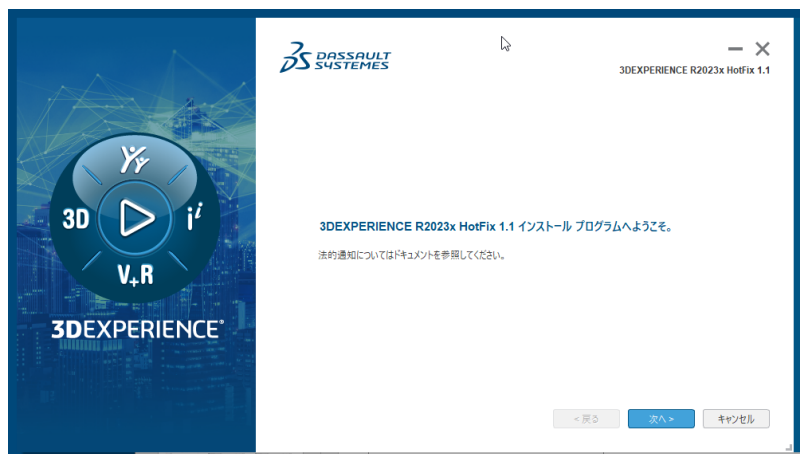 DASSAULT
SYSTEMES
3DEXPERIENCE R2023x HotFix 1.1
3D
i^i
V+R
3DEXPERIENCE®
3DEXPERIENCE R2023x HotFix 1.1 インストール プログラムへようこそ。
法的通知についてはドキュメントを参照してください。
< 戻る
次へ >
キャンセル